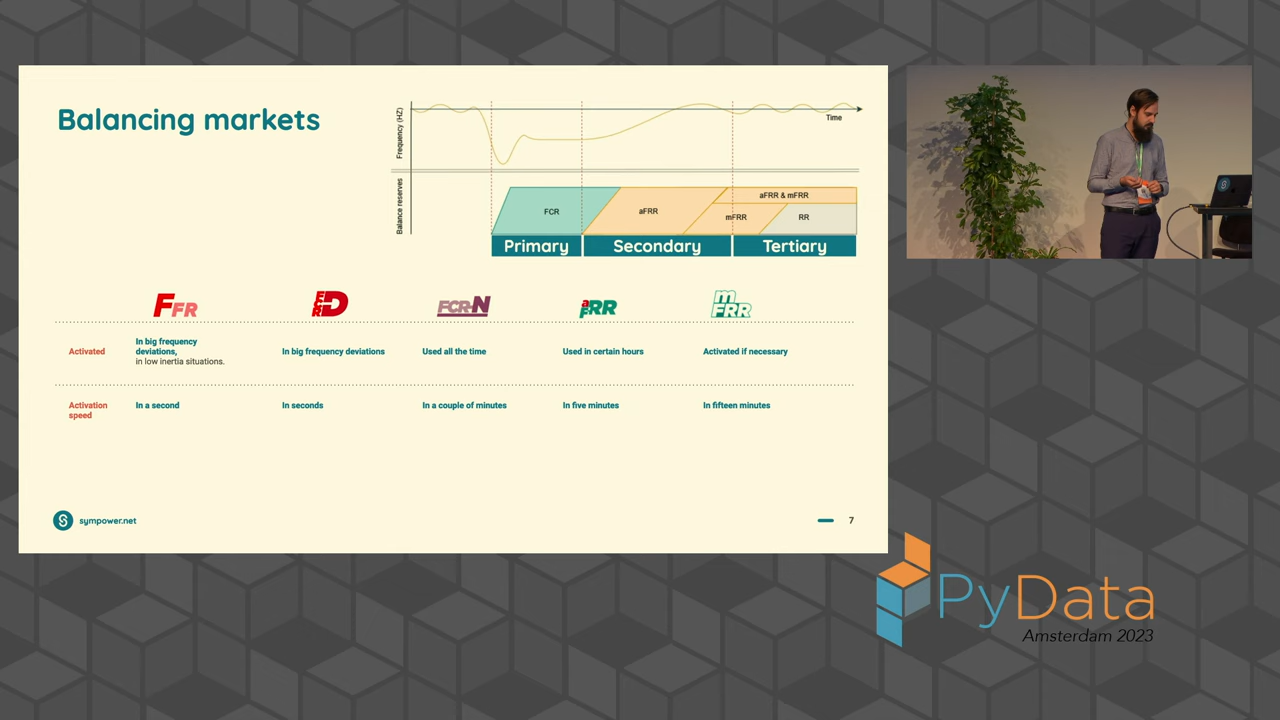 Balancing markets
Frequency (HZ)
Time
Balance reserves
FCR
aFRR
mFRR
aFRR & mFRR
RR
Primary
Secondary
Tertiary
FFR
FCR-D
FCR-N
aFRR
mFRR
Activated
In big frequency
deviations,
in low inertia situations.
In big frequency deviations
Used all the time
Used in certain hours
Activated if necessary
Activation
speed
In a second
In seconds
In a couple of minutes
In five minutes
In fifteen minutes
sympower.net
7
PyData
Amsterdam 2023